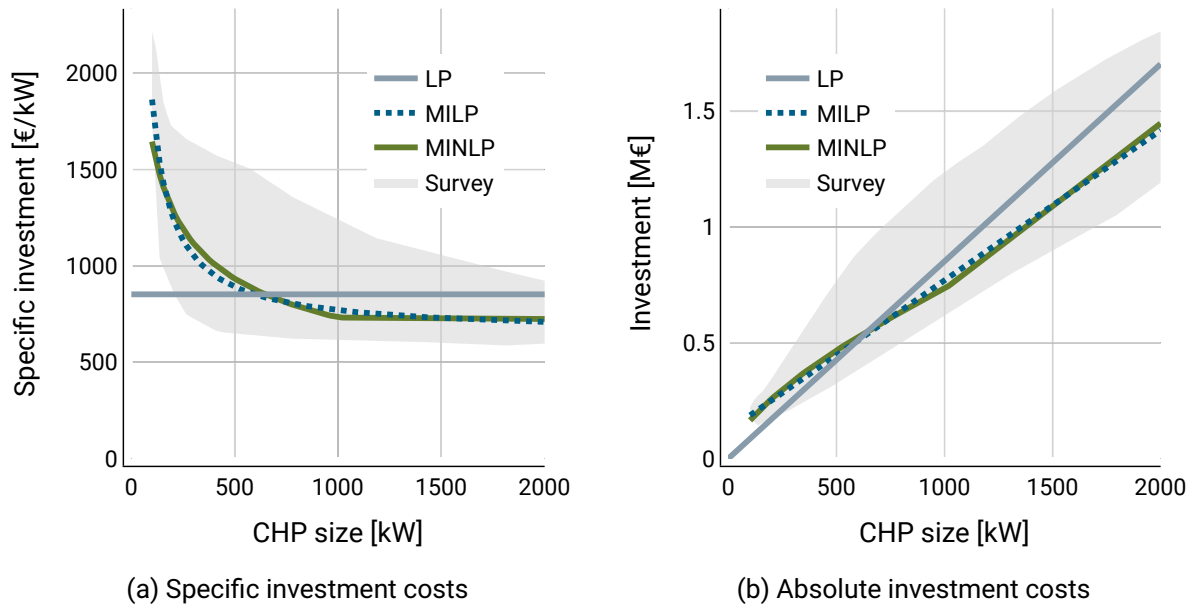 Specific investment [€/kW]
2000
1500
1000
500
0
LP
MILP
MINLP
Survey
0 500 1000 1500 2000
CHP size [kW]
(a) Specific investment costs
Investment [M€]
1.5
1
0.5
0
LP
MILP
MINLP
Survey
0 500 1000 1500 2000
CHP size [kW]
(b) Absolute investment costs